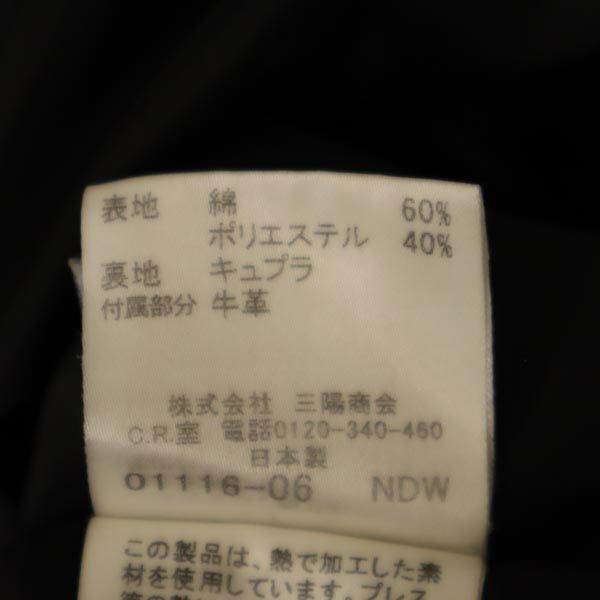 表地 綿 60%
ポリエステル 40%
裏地 キュプラ
付属部分 牛革
株式会社 三陽商会
C.R.室 電話0120-340-460
日本製
01116-06 NDW
この製品は、熱で加工した素
材を使用しています。プレス